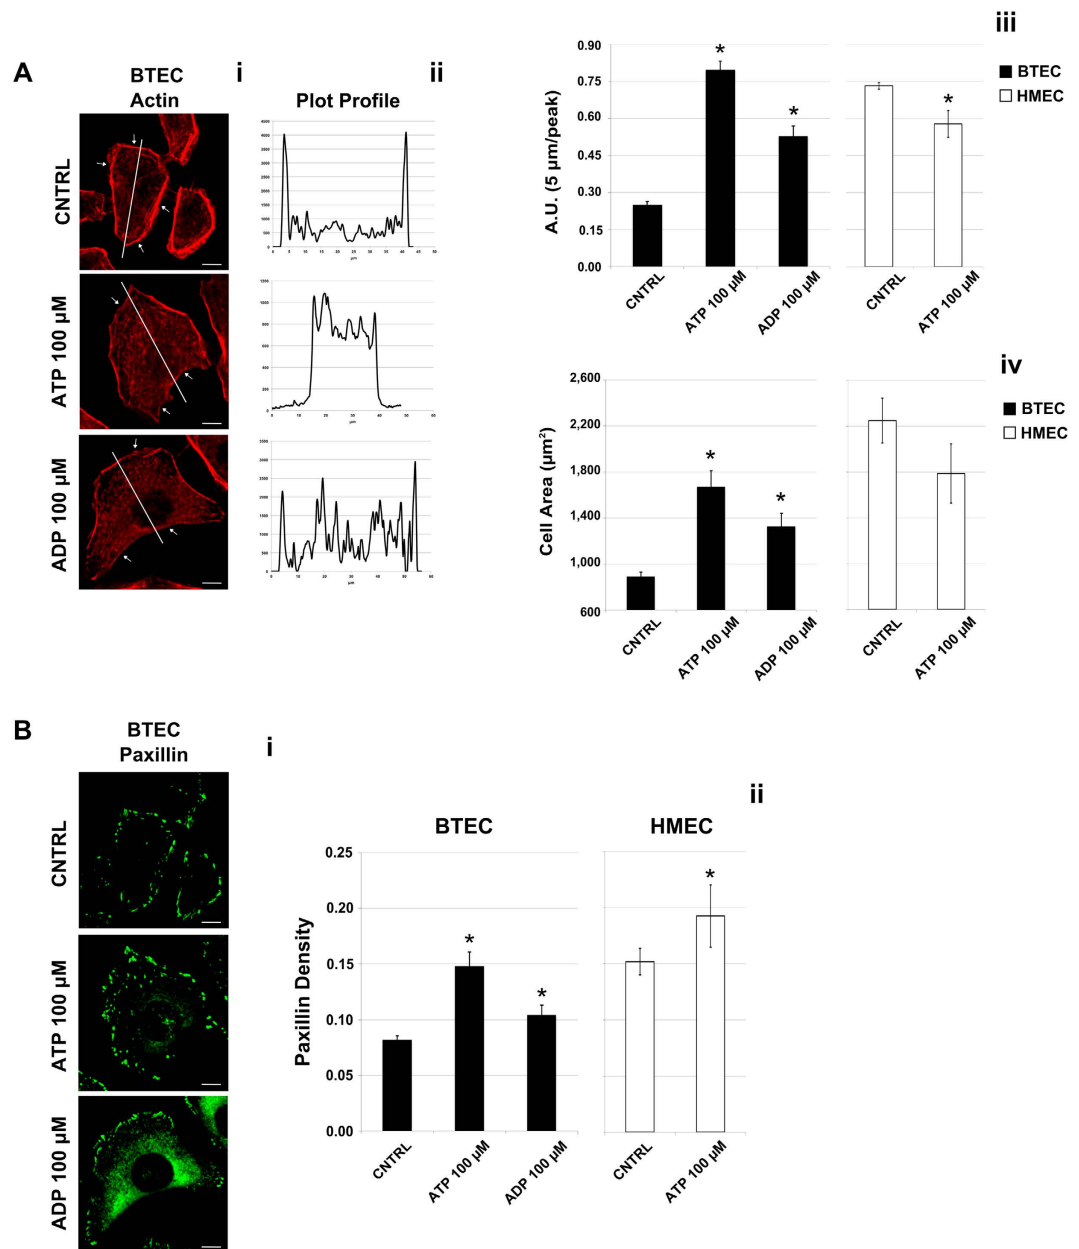 A
BTEC
Actin
i
ii
Plot Profile
CNTRL
ATP 100 µM
ADP 100 µM
iii
A.U. (5 µm/peak)
0.90
0.75
0.60
0.45
0.30
0.15
0.00
*
*
*
CNTRL
ATP 100 µM
ADP 100 µM
CNTRL
ATP 100 µM
BTEC
HMEC
iv
Cell Area (µm²)
2,600
2,200
1,800
1,400
1,000
600
*
*
CNTRL
ATP 100 µM
ADP 100 µM
CNTRL
ATP 100 µM
BTEC
HMEC
B
BTEC
Paxillin
i
CNTRL
ATP 100 µM
ADP 100 µM
ii
BTEC
HMEC
Paxillin Density
0.25
0.20
0.15
0.10
0.05
0.00
*
*
*
CNTRL
ATP 100 µM
ADP 100 µM
CNTRL
ATP 100 µM